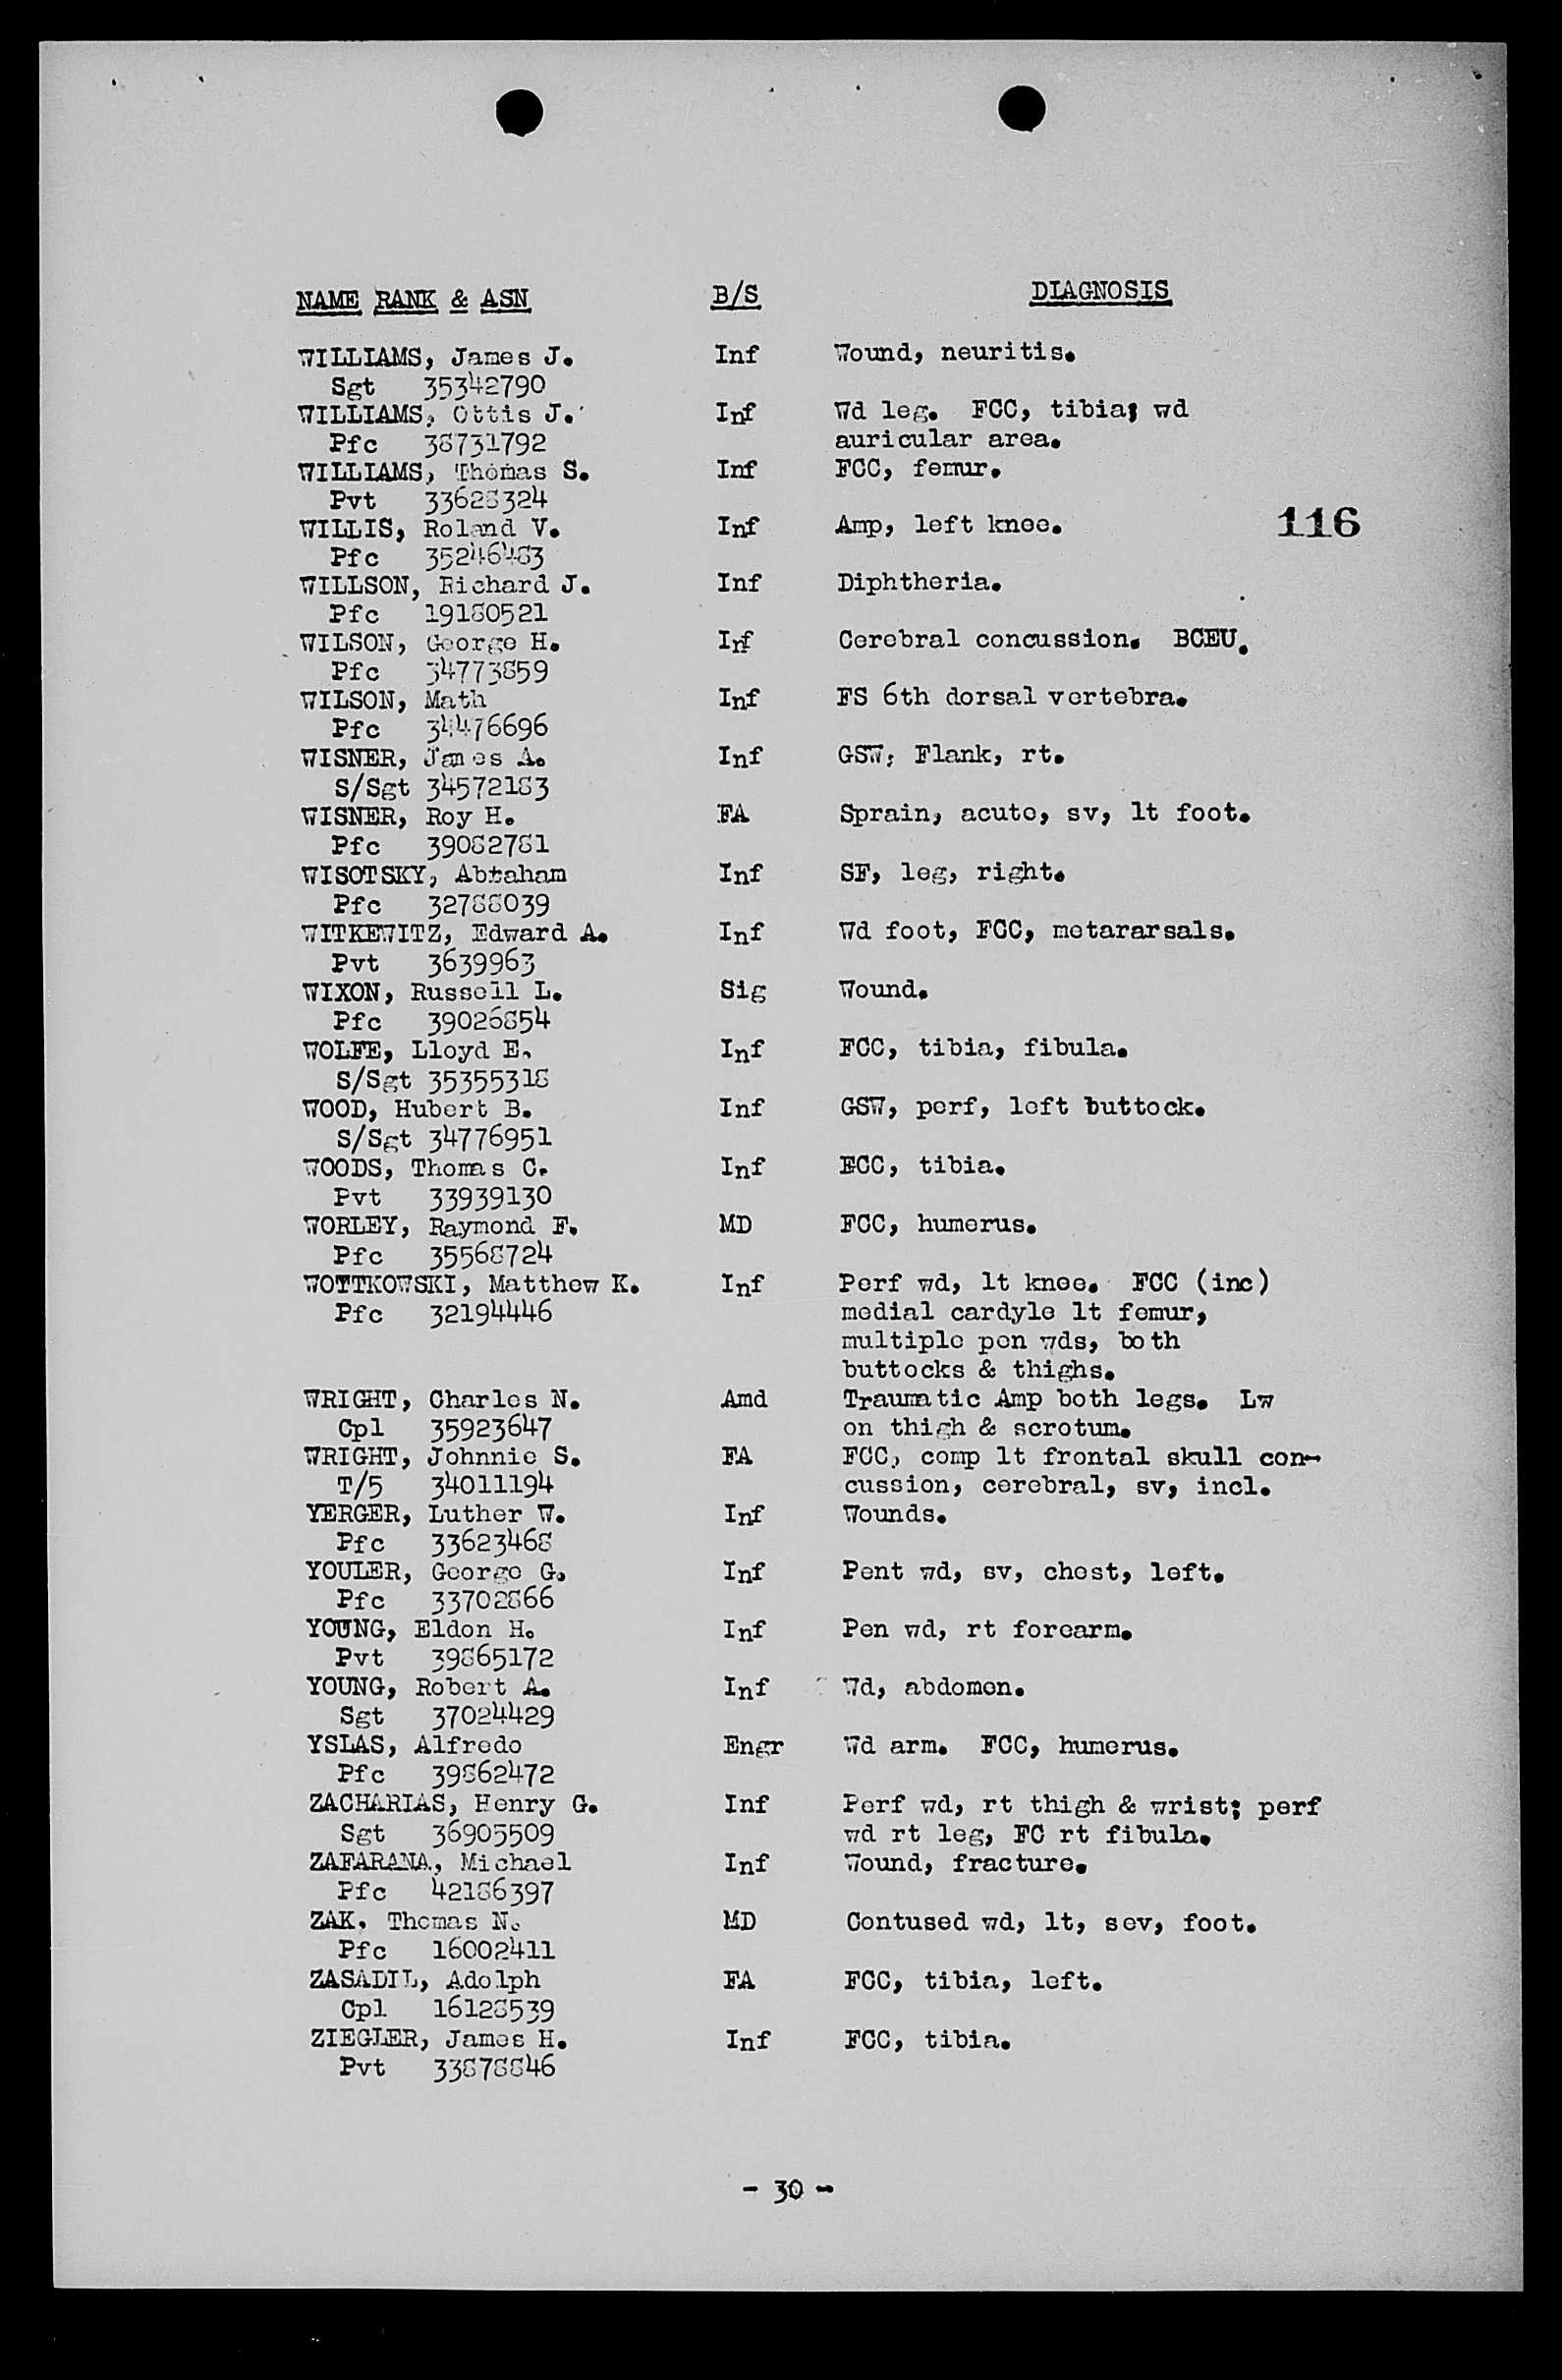 NAME RANK & ASN B/S DIAGNOSIS
WILLIAMS, James J. Inf Wound, neuritis.
Sgt 35342790
WILLIAMS, Ottis J. Inf Wd leg. FCC, tibia; wd
Pfc 38731792 auricular area.
WILLIAMS, Thomas S. Inf FCC, femur.
Pvt 33628324
WILLIS, Roland V. Inf Amp, left knee. 116
Pfc 35246483
WILLSON, Richard J. Inf Diphtheria.
Pfc 19180521
WILSON, George H. Inf Cerebral concussion. BCEU.
Pfc 34773859
WILSON, Math Inf FS 6th dorsal vertebra.
Pfc 34476696
WISNER, James A. Inf GSW, Flank, rt.
S/Sgt 34572183
WISNER, Roy H. FA Sprain, acute, sv, lt foot.
Pfc 39082781
WISOTSKY, Abtaham Inf SF, leg, right.
Pfc 32788039
WITKEWITZ, Edward A. Inf Wd foot, FCC, metararsals.
Pvt 3639963
WIXON, Russell L. Sig Wound.
Pfc 39026854
WOLFE, Lloyd E. Inf FCC, tibia, fibula.
S/Sgt 35355318
WOOD, Hubert B. Inf GSW, perf, left buttock.
S/Sgt 34776951
WOODS, Thomas C. Inf FCC, tibia.
Pvt 33939130
WORLEY, Raymond F. MD FCC, humerus.
Pfc 35568724
WOTTKOWSKI, Matthew K. Inf Perf wd, lt knee. FCC (inc)
Pfc 32194446 medial cardyle lt femur,
multiple pen wds, both
buttocks & thighs.
WRIGHT, Charles N. Amd Traumatic Amp both legs. Lw
Cpl 35923647 on thigh & scrotum.
WRIGHT, Johnnie S. FA FCC, comp lt frontal skull con-
T/5 34011194 cussion, cerebral, sv, incl.
YERGER, Luther W. Inf Wounds.
Pfc 33623468
YOULER, George G. Inf Pent wd, sv, chest, left.
Pfc 33702866
YOUNG, Eldon H. Inf Pen wd, rt forearm.
Pvt 39865172
YOUNG, Robert A. Inf Wd, abdomen.
Sgt 37024429
YSLAS, Alfredo Engr Wd arm. FCC, humerus.
Pfc 39862472
ZACHARIAS, Henry G. Inf Perf wd, rt thigh & wrist; perf
Sgt 36905509 wd rt leg, FC rt fibula.
ZAFARANA, Michael Inf Wound, fracture.
Pfc 42186397
ZAK, Thomas N. MD Contused wd, lt, sev, foot.
Pfc 16002411
ZASADIL, Adolph FA FCC, tibia, left.
Cpl 16128539
ZIEGLER, James H. Inf FCC, tibia.
Pvt 33878846
- 30 -